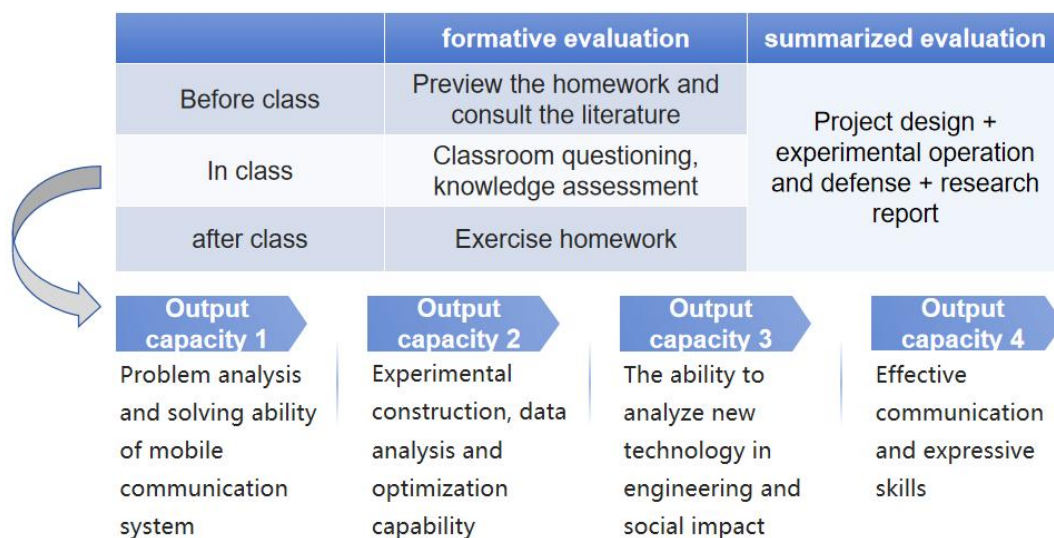 formative evaluation
summarized evaluation
Before class
Preview the homework and
consult the literature
In class
Classroom questioning,
knowledge assessment
after class
Exercise homework
Project design +
experimental operation
and defense + research
report
Output
capacity 1
Problem analysis
and solving ability
of mobile
communication
system
Output
capacity 2
Experimental
construction, data
analysis and
optimization
capability
Output
capacity 3
The ability to
analyze new
technology in
engineering and
social impact
Output
capacity 4
Effective
communication
and expressive
skills